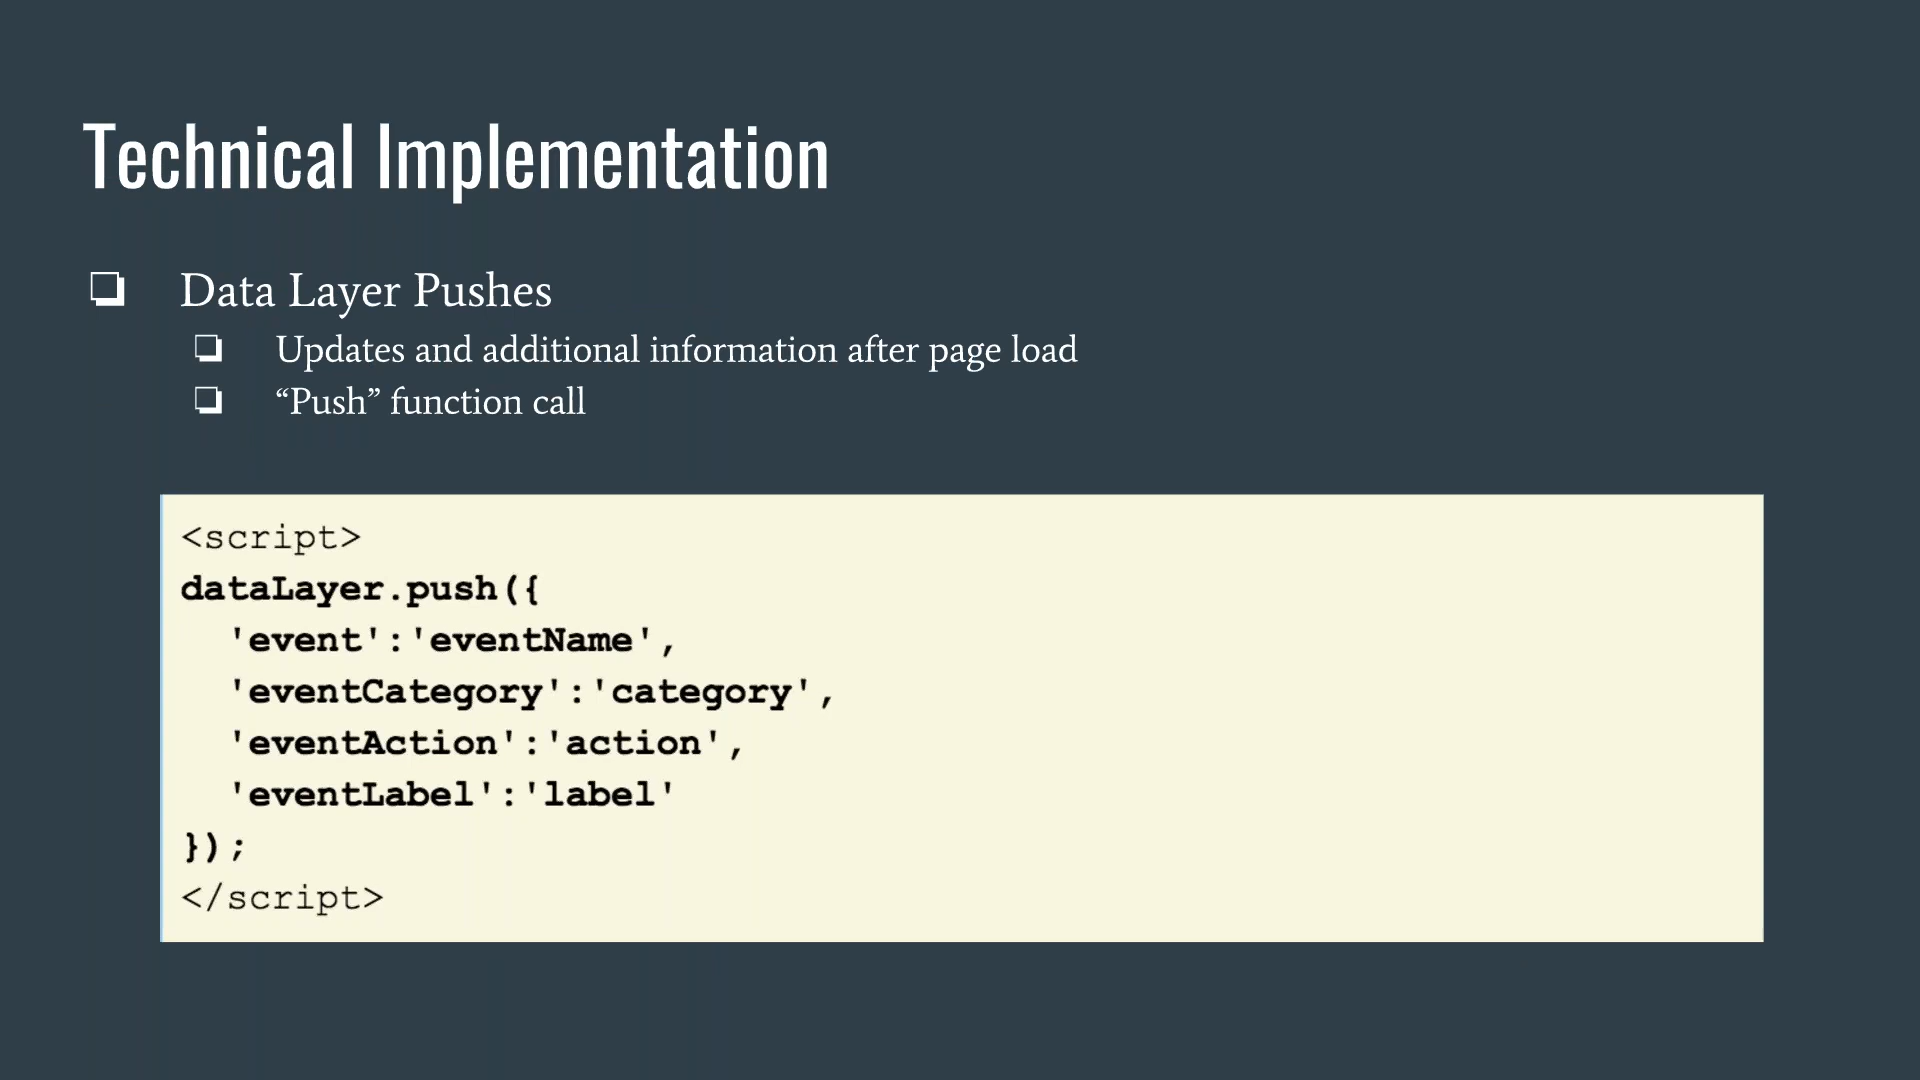 Technical Implementation
Data Layer Pushes
Updates and additional information after page load
“Push” function call
<script>
dataLayer.push({
  'event':'eventName',
  'eventCategory':'category',
  'eventAction':'action',
  'eventLabel':'label'
});
</script>